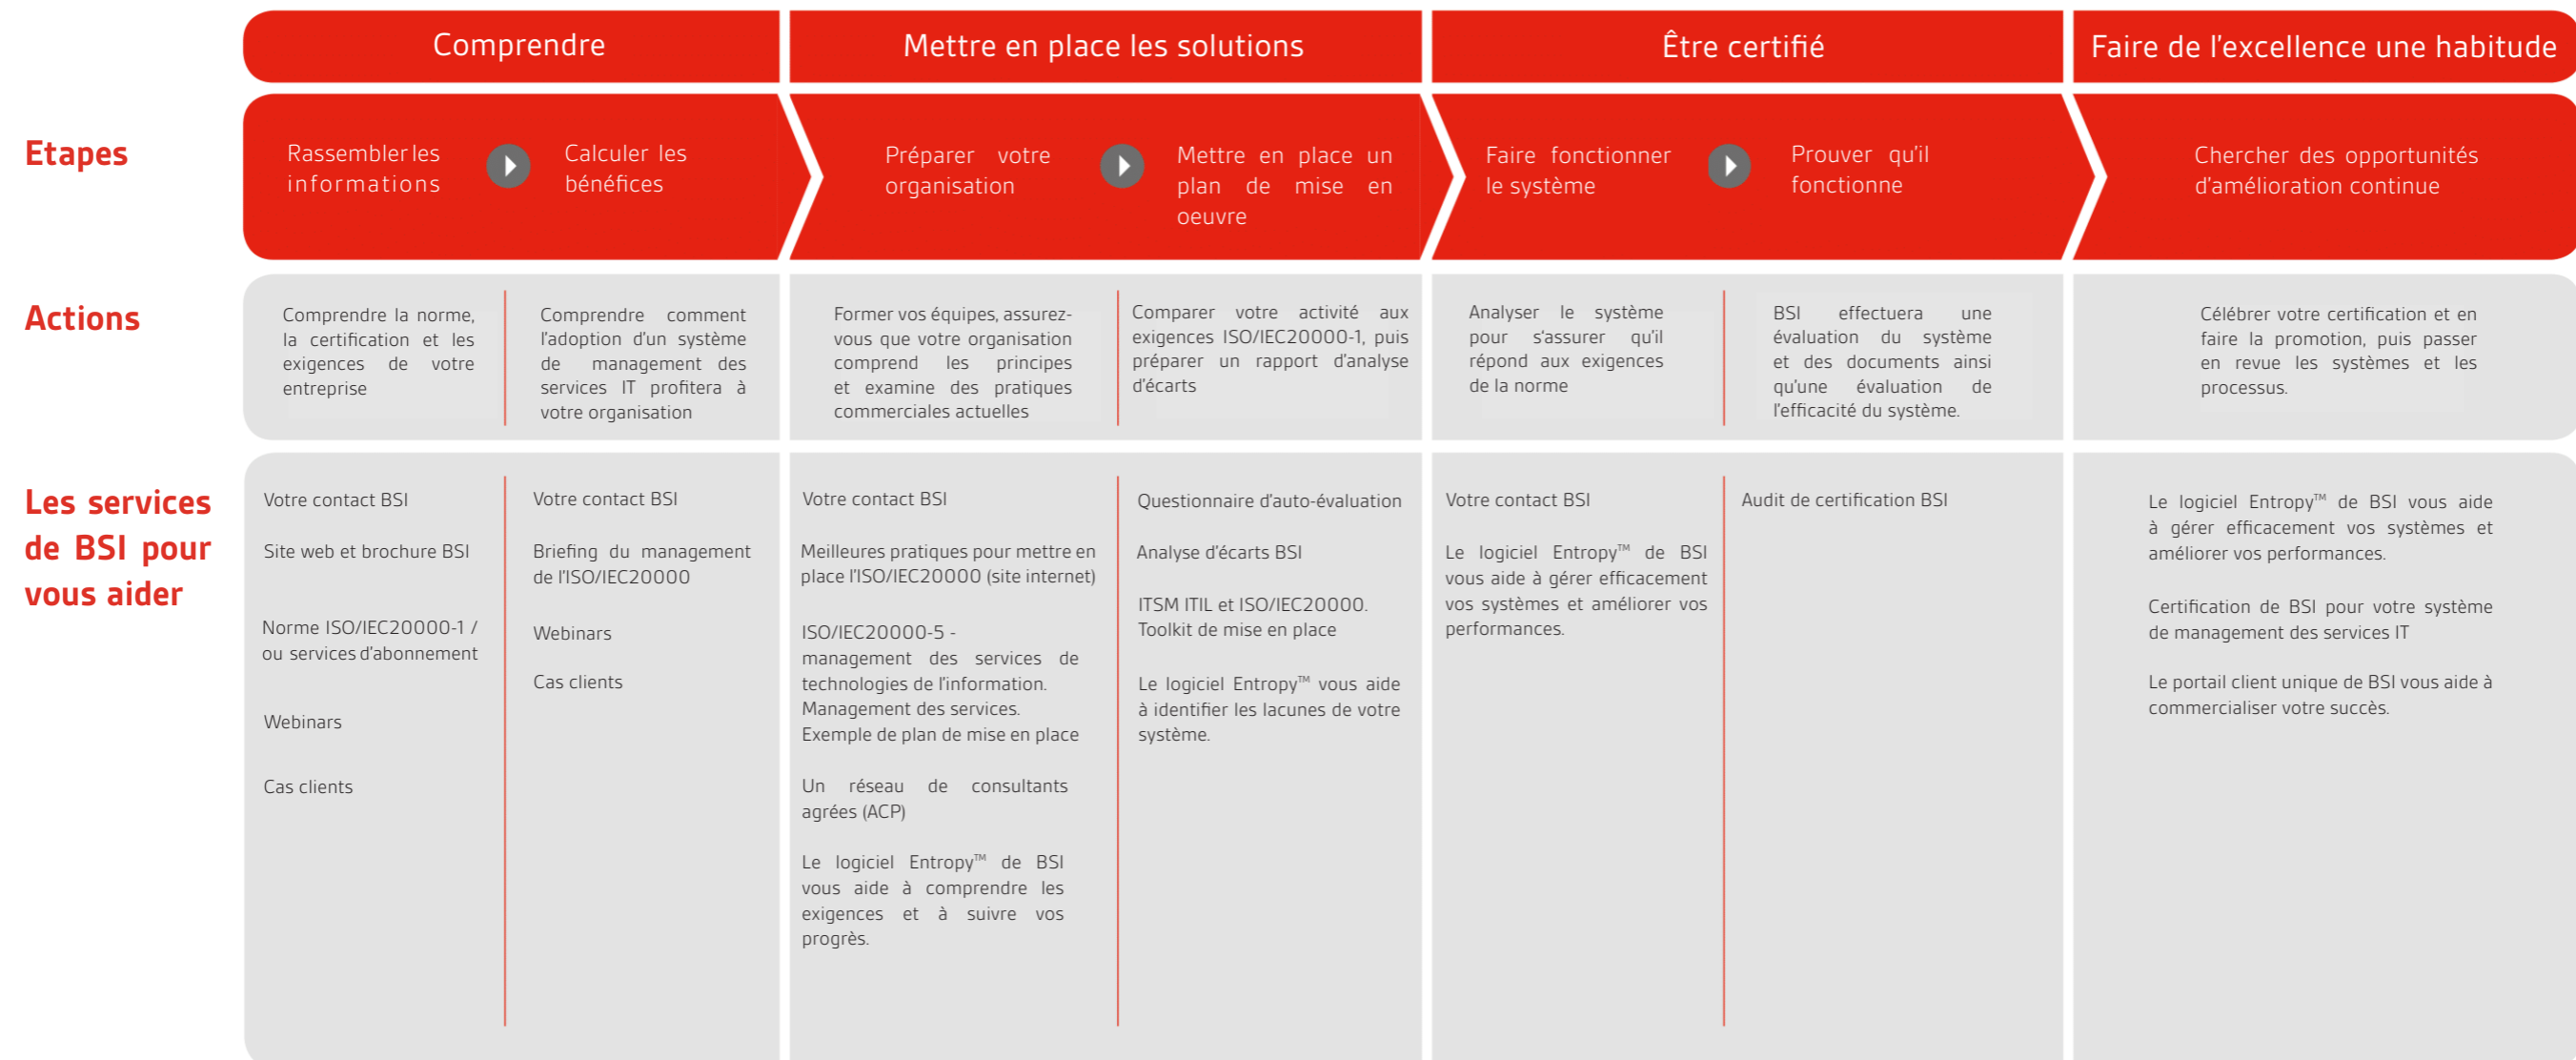 Comprendre
Mettre en place les solutions
Être certifié
Faire de l'excellence une habitude
Etapes
Rassembler les
informations
Calculer les
bénéfices
Préparer votre
organisation
Mettre en place un
plan de mise en
oeuvre
Faire fonctionner
le système
Prouver qu'il
fonctionne
Chercher des opportunités
d'amélioration continue
Actions
Comprendre la norme,
la certification et les
exigences de votre
entreprise
Comprendre comment
l'adoption d'un système
de management des
services IT profitera à
votre organisation
Former vos équipes, assurez-
vous que votre organisation
comprend les principes
et examine des pratiques
commerciales actuelles
Comparer votre activité aux
exigences ISO/IEC20000-1, puis
préparer un rapport d'analyse
d'écarts
Analyser le système
pour s'assurer qu'il
répond aux exigences
de la norme
BSI effectuera une
évaluation du système
et des documents ainsi
qu'une évaluation de
l'efficacité du système.
Célébrer votre certification et en
faire la promotion, puis passer
en revue les systèmes et les
processus.
Les services
de BSI pour
vous aider
Votre contact BSI
Site web et brochure BSI
Norme ISO/IEC20000-1 /
ou services d'abonnement
Webinars
Cas clients
Votre contact BSI
Briefing du management
de l'ISO/IEC20000
Webinars
Cas clients
Votre contact BSI
Meilleures pratiques pour mettre en
place l'ISO/IEC20000 (site internet)
ISO/IEC20000-5 -
management des services de
technologies de l'information.
Management des services.
Exemple de plan de mise en place
Un réseau de consultants
agrées (ACP)
Le logiciel Entropy™ de BSI
vous aide à comprendre les
exigences et à suivre vos
progrès.
Questionnaire d'auto-évaluation
Analyse d'écarts BSI
ITSM ITIL et ISO/IEC20000.
Toolkit de mise en place
Le logiciel Entropy™ vous aide
à identifier les lacunes de votre
système.
Votre contact BSI
Le logiciel Entropy™ de BSI
vous aide à gérer efficacement
vos systèmes et améliorer vos
performances.
Audit de certification BSI
Le logiciel Entropy™ de BSI vous aide
à gérer efficacement vos systèmes et
améliorer vos performances.
Certification de BSI pour votre système
de management des services IT
Le portail client unique de BSI vous aide à
commercialiser votre succès.